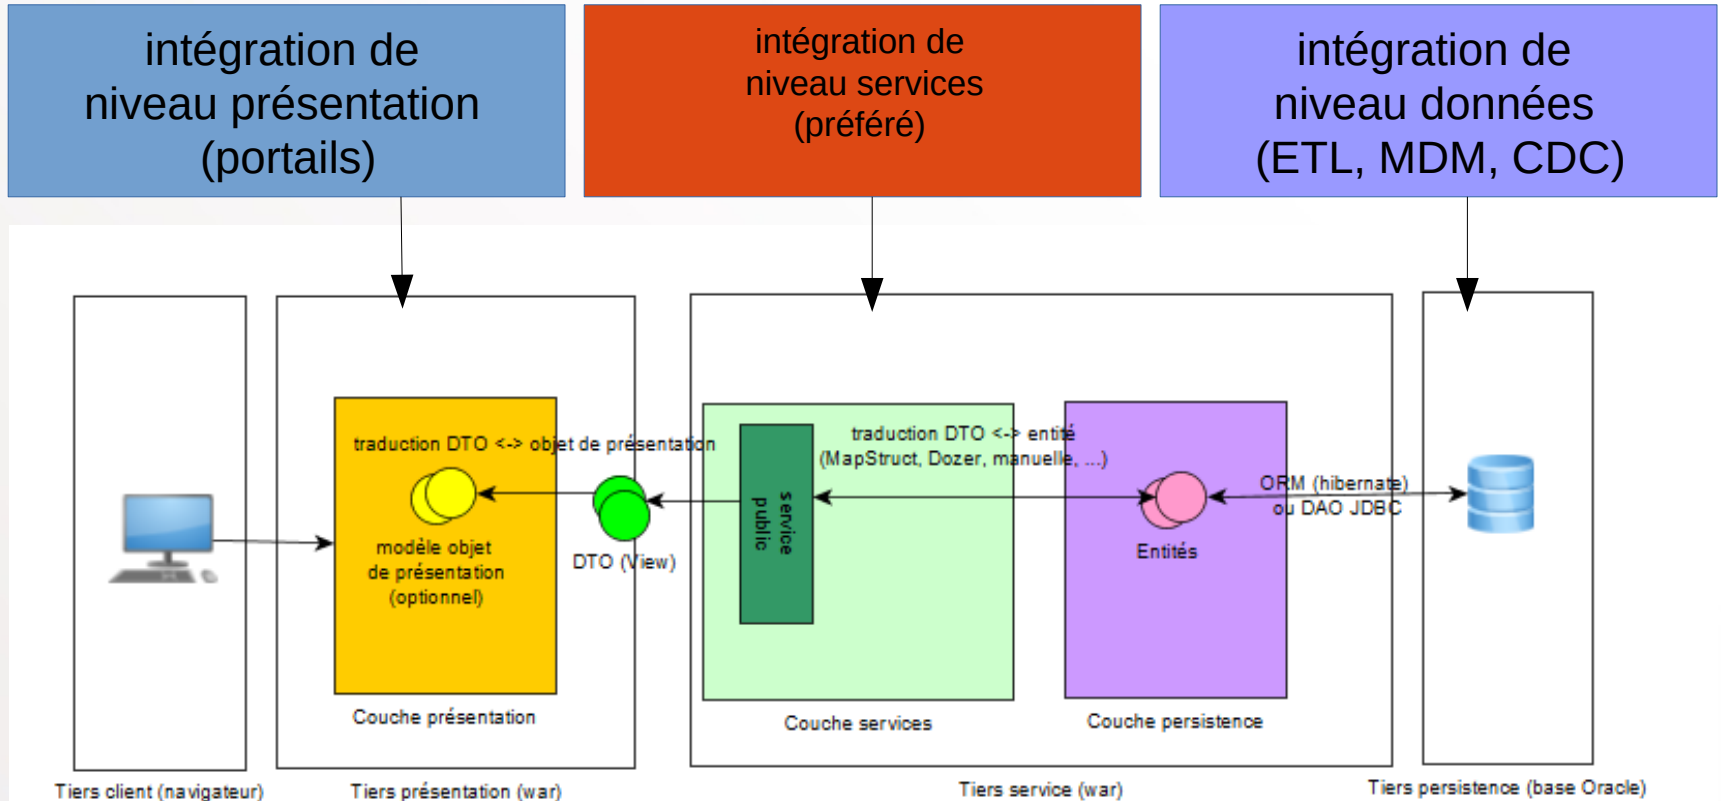 intégration de
niveau présentation
(portails)
intégration de
niveau services
(préféré)
intégration de
niveau données
(ETL, MDM, CDC)
traduction DTO <-> objet de présentation
modèle objet
de présentation
(optionnel)
DTO (View)
service
public
traduction DTO <-> entité
(MapStruct, Dozer, manuelle, ...)
Entités
ORM (hibernate)
ou DAO JDBC
Couche présentation
Couche services
Couche persistence
Tiers client (navigateur)
Tiers présentation (war)
Tiers service (war)
Tiers persistence (base Oracle)